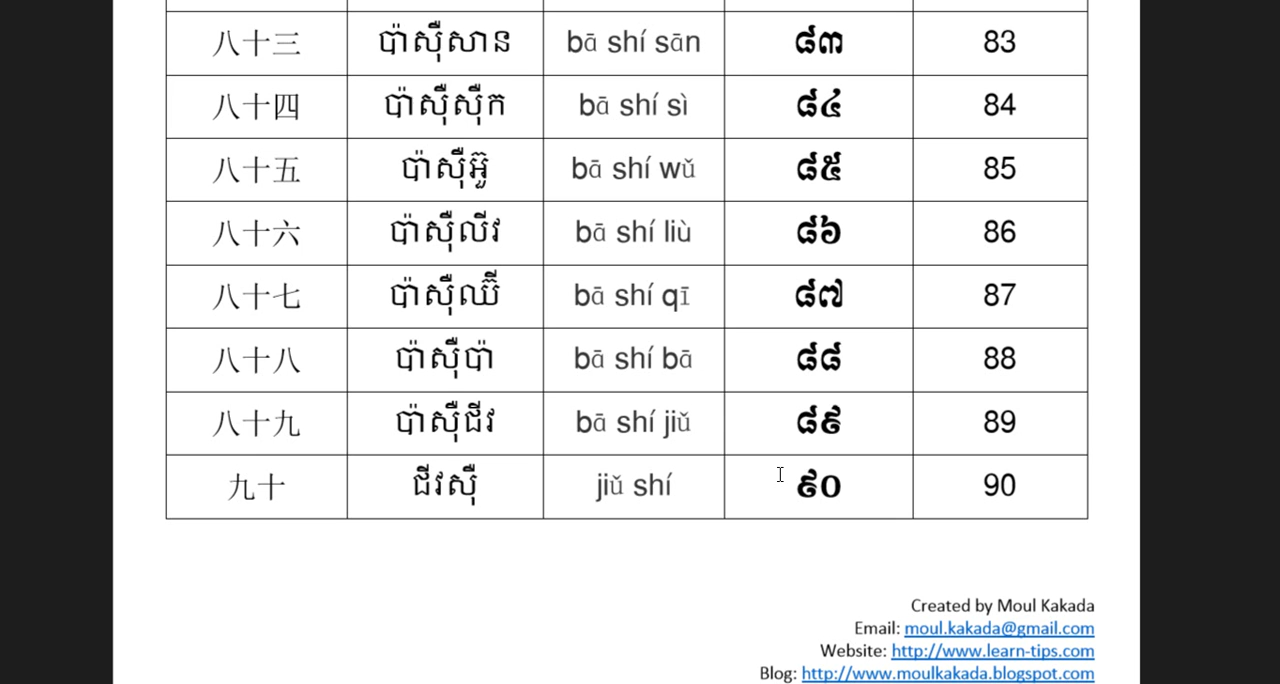 八十三 ប៉ាស៊ឺសាន bā shí sān ៨៣ 83
八十四 ប៉ាស៊ឺស៊ឺក bā shí sì ៨៤ 84
八十五 ប៉ាស៊ឺអ៊ូ bā shí wǔ ៨៥ 85
八十六 ប៉ាស៊ឺលីវ bā shí liù ៨៦ 86
八十七 ប៉ាស៊ឺឈី bā shí qī ៨៧ 87
八十八 ប៉ាស៊ឺប៉ា bā shí bā ៨៨ 88
八十九 ប៉ាស៊ឺជីវ bā shí jiǔ ៨៩ 89
九十 ជីវស៊ឺ jiǔ shí ៩០ 90
Created by Moul Kakada
Email: moul.kakada@gmail.com
Website: http://www.learn-tips.com
Blog: http://www.moulkakada.blogspot.com